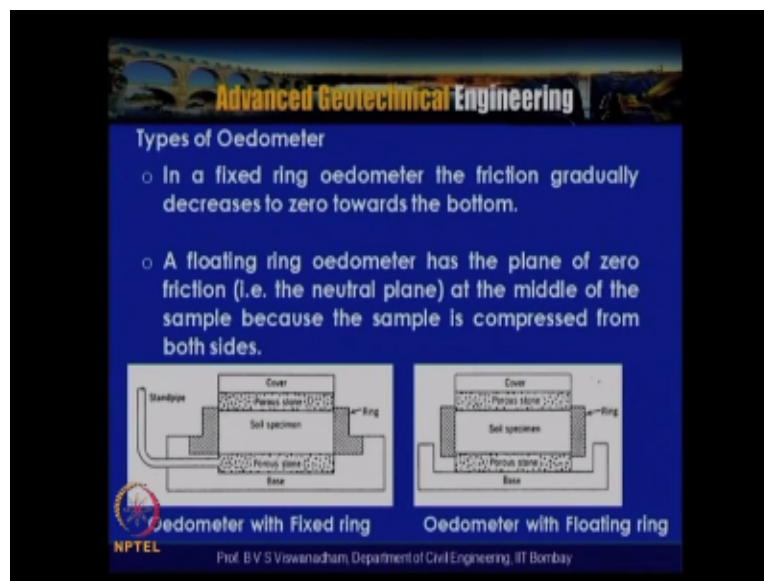 Advanced Geotechnical Engineering
Types of Oedometer
o In a fixed ring oedometer the friction gradually
decreases to zero towards the bottom.
o A floating ring oedometer has the plane of zero
friction (i.e. the neutral plane) at the middle of the
sample because the sample is compressed from
both sides.
Cover
Standpipe
Porous stone
Ring
Soil specimen
Porous stone
Base
Cover
Porous stone
Ring
Soil specimen
Porous stone
Base
Oedometer with Fixed ring
Oedometer with Floating ring
NPTEL
Prof. B V S Viswanadham, Department of Civil Engineering, IIT Bombay